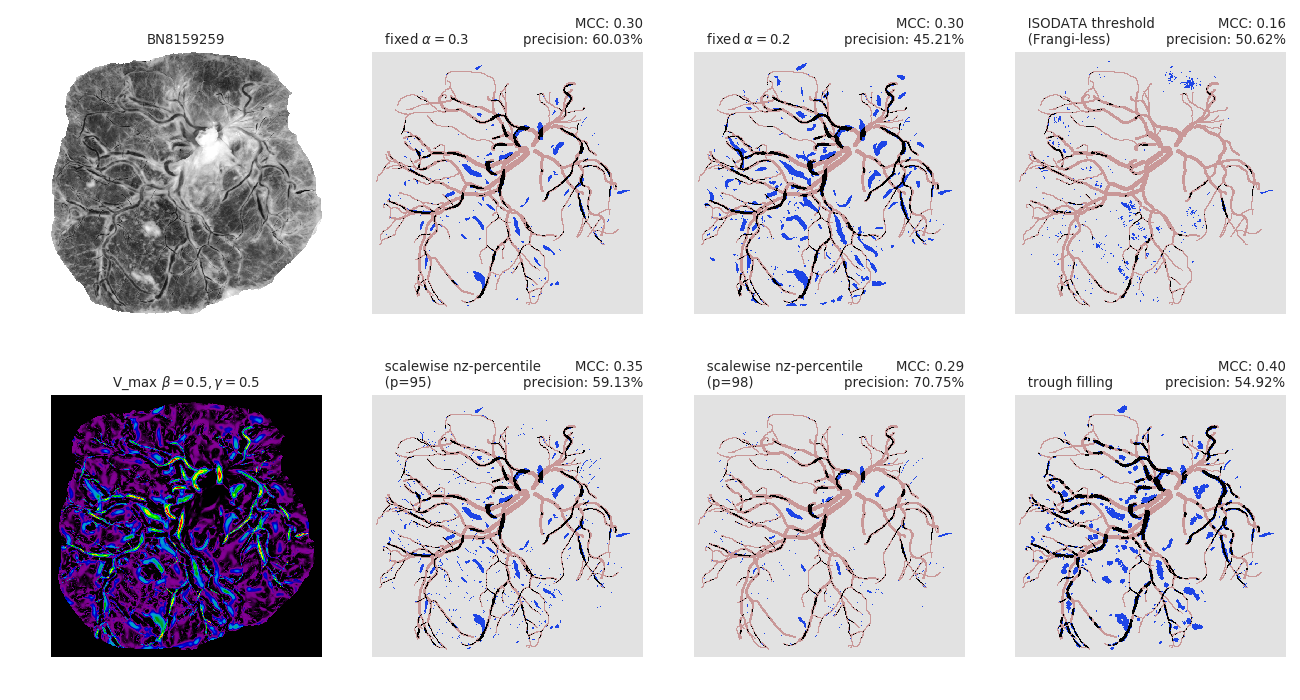 BN8159259
fixed α = 0.3
MCC: 0.30
precision: 60.03%
fixed α = 0.2
MCC: 0.30
precision: 45.21%
ISODATA threshold
(Frangi-less)
MCC: 0.16
precision: 50.62%
V_max β = 0.5, γ = 0.5
scalewise nz-percentile
(p=95)
MCC: 0.35
precision: 59.13%
scalewise nz-percentile
(p=98)
MCC: 0.29
precision: 70.75%
trough filling
MCC: 0.40
precision: 54.92%